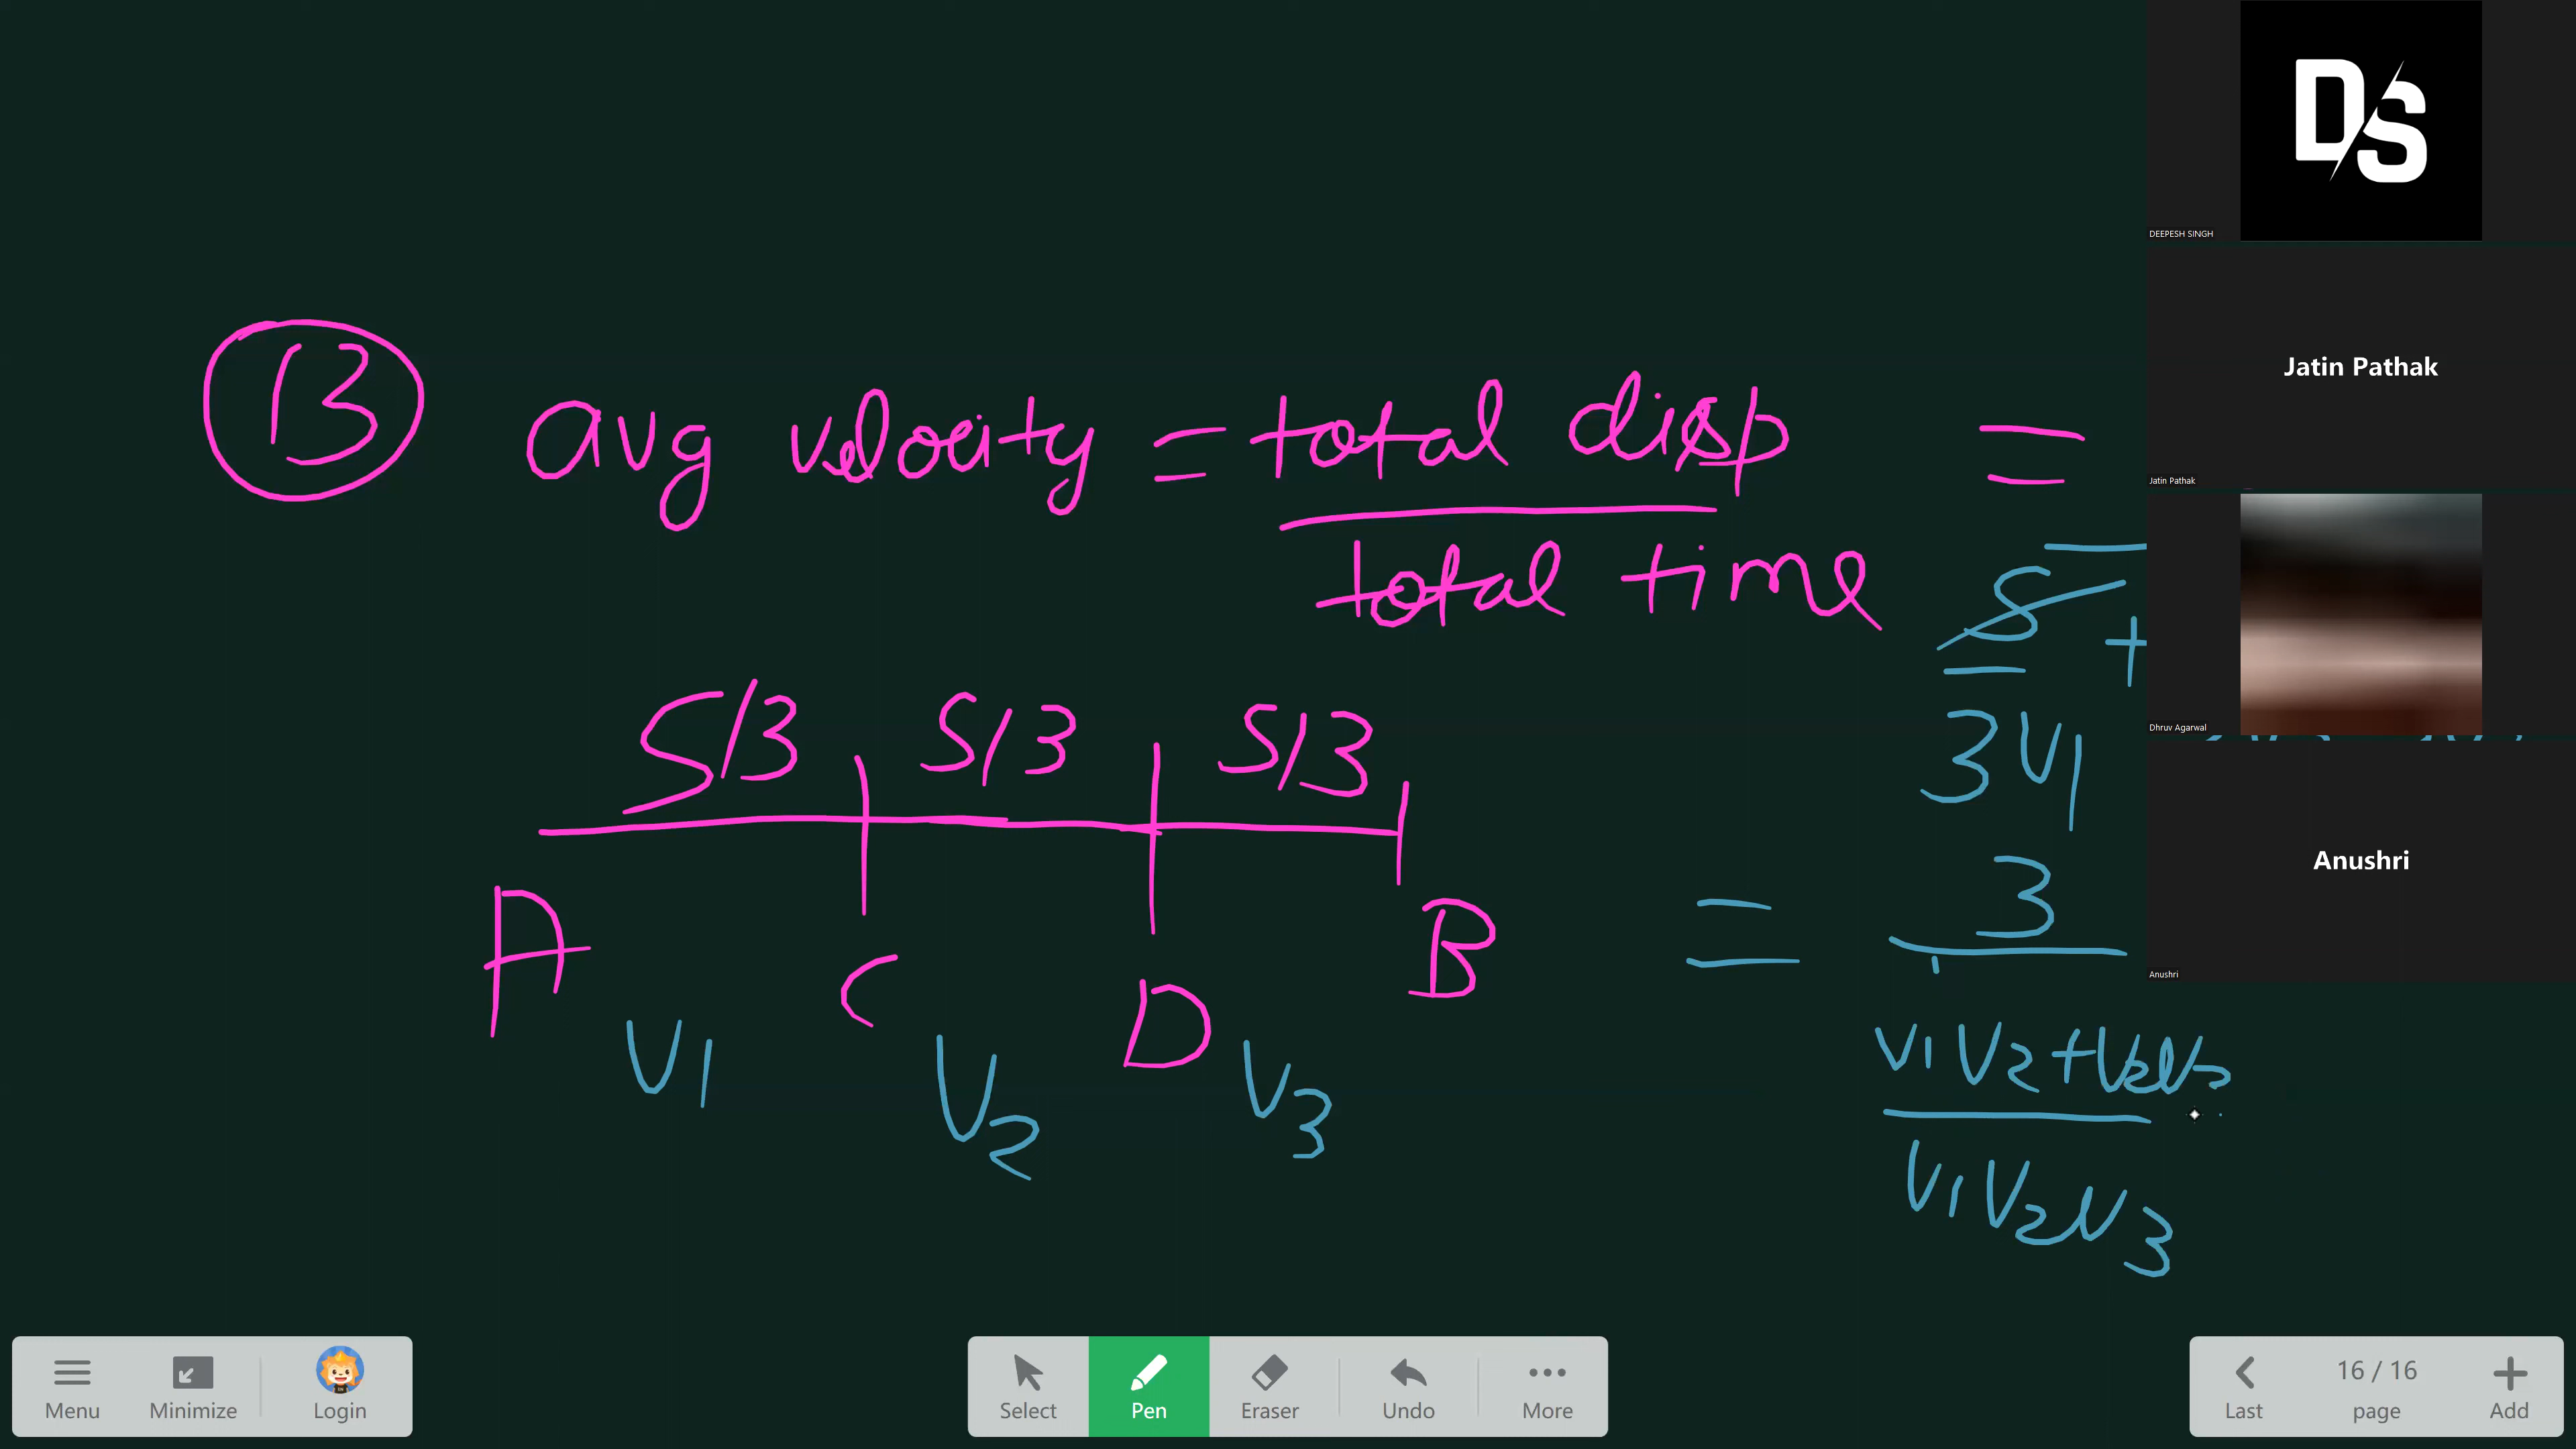 DS
DEEPESH SINGH
Jatin Pathak
Jatin Pathak
Dhruv Agarwal
Anushri
Anushri
13 avg velocity = total disp =
total time
S +
3V1
S/3 S/3 S/3
A C D B
V1 V2 V3
= 3
V1V2+V2V3
V1V2V3
Menu Minimize Login
Select Pen Eraser Undo More
Last 16 / 16 page Add